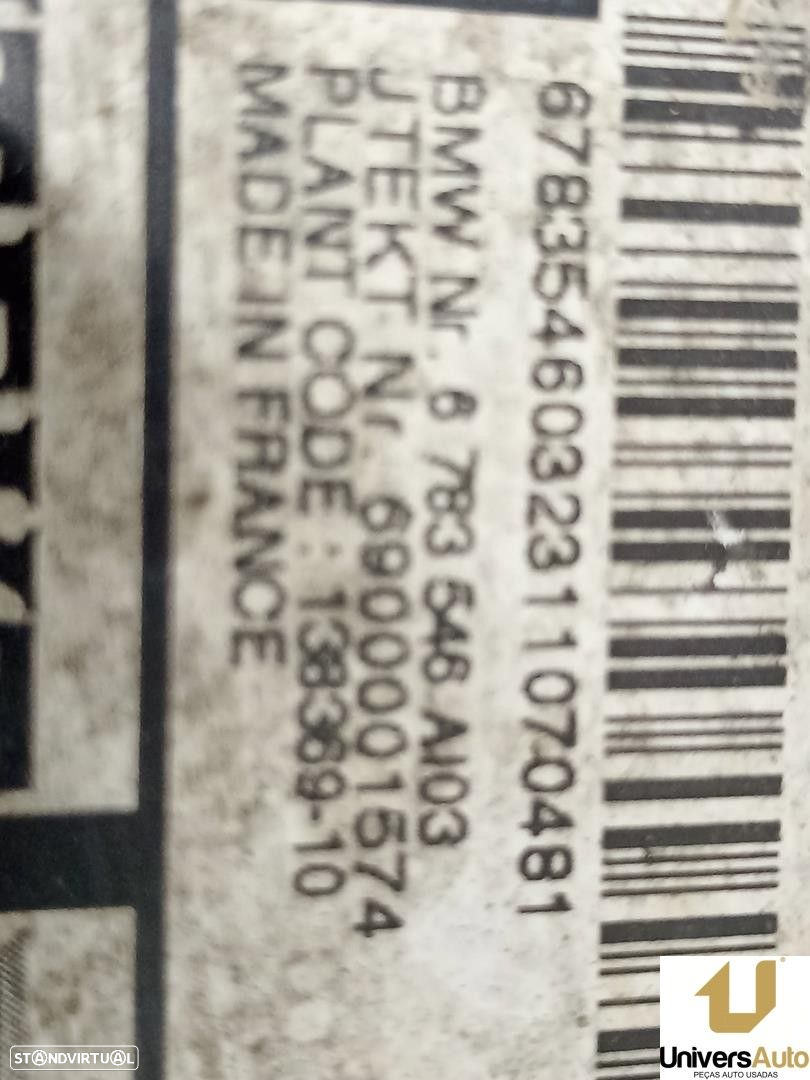 6783546032311070481
BMW Nr. 6 783 546 AI03
JTEKT Nr. 6900001574
PLANT CODE : 138369-10
MADE IN FRANCE
STANDVIRTUAL
UniversAuto
PEÇAS AUTO USADAS